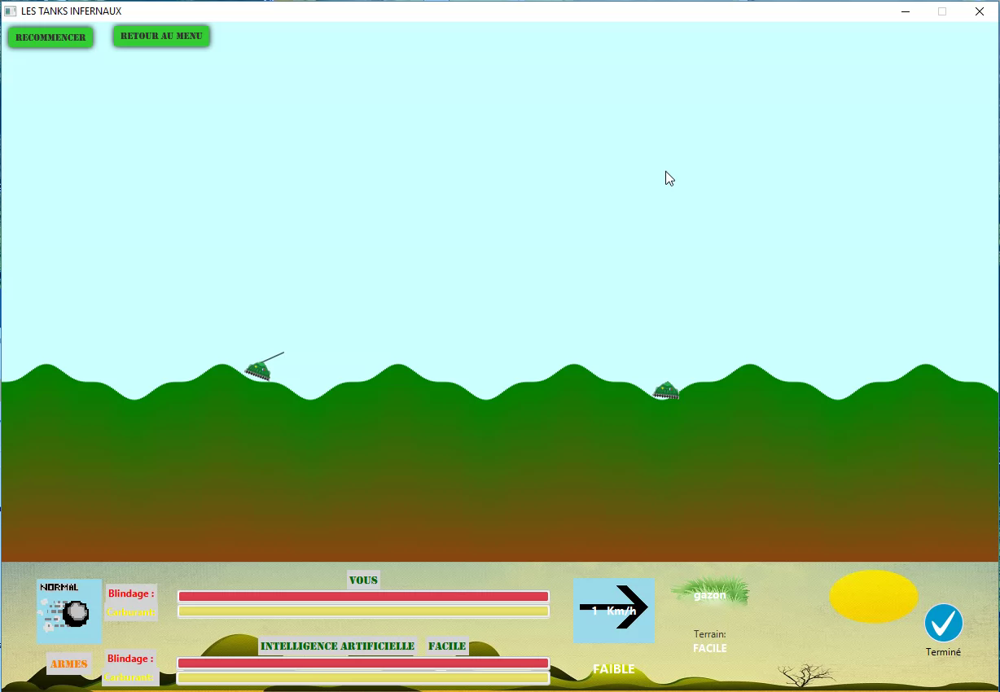 LES TANKS INFERNAUX
RECOMMENCER
RETOUR AU MENU
NORMAL
Blindage :
Carburant:
VOUS
1 Km/h
gazon
Terrain:
FACILE
Terminé
ARMES
INTELLIGENCE ARTIFICIELLE FACILE
Blindage :
Carburant:
FAIBLE